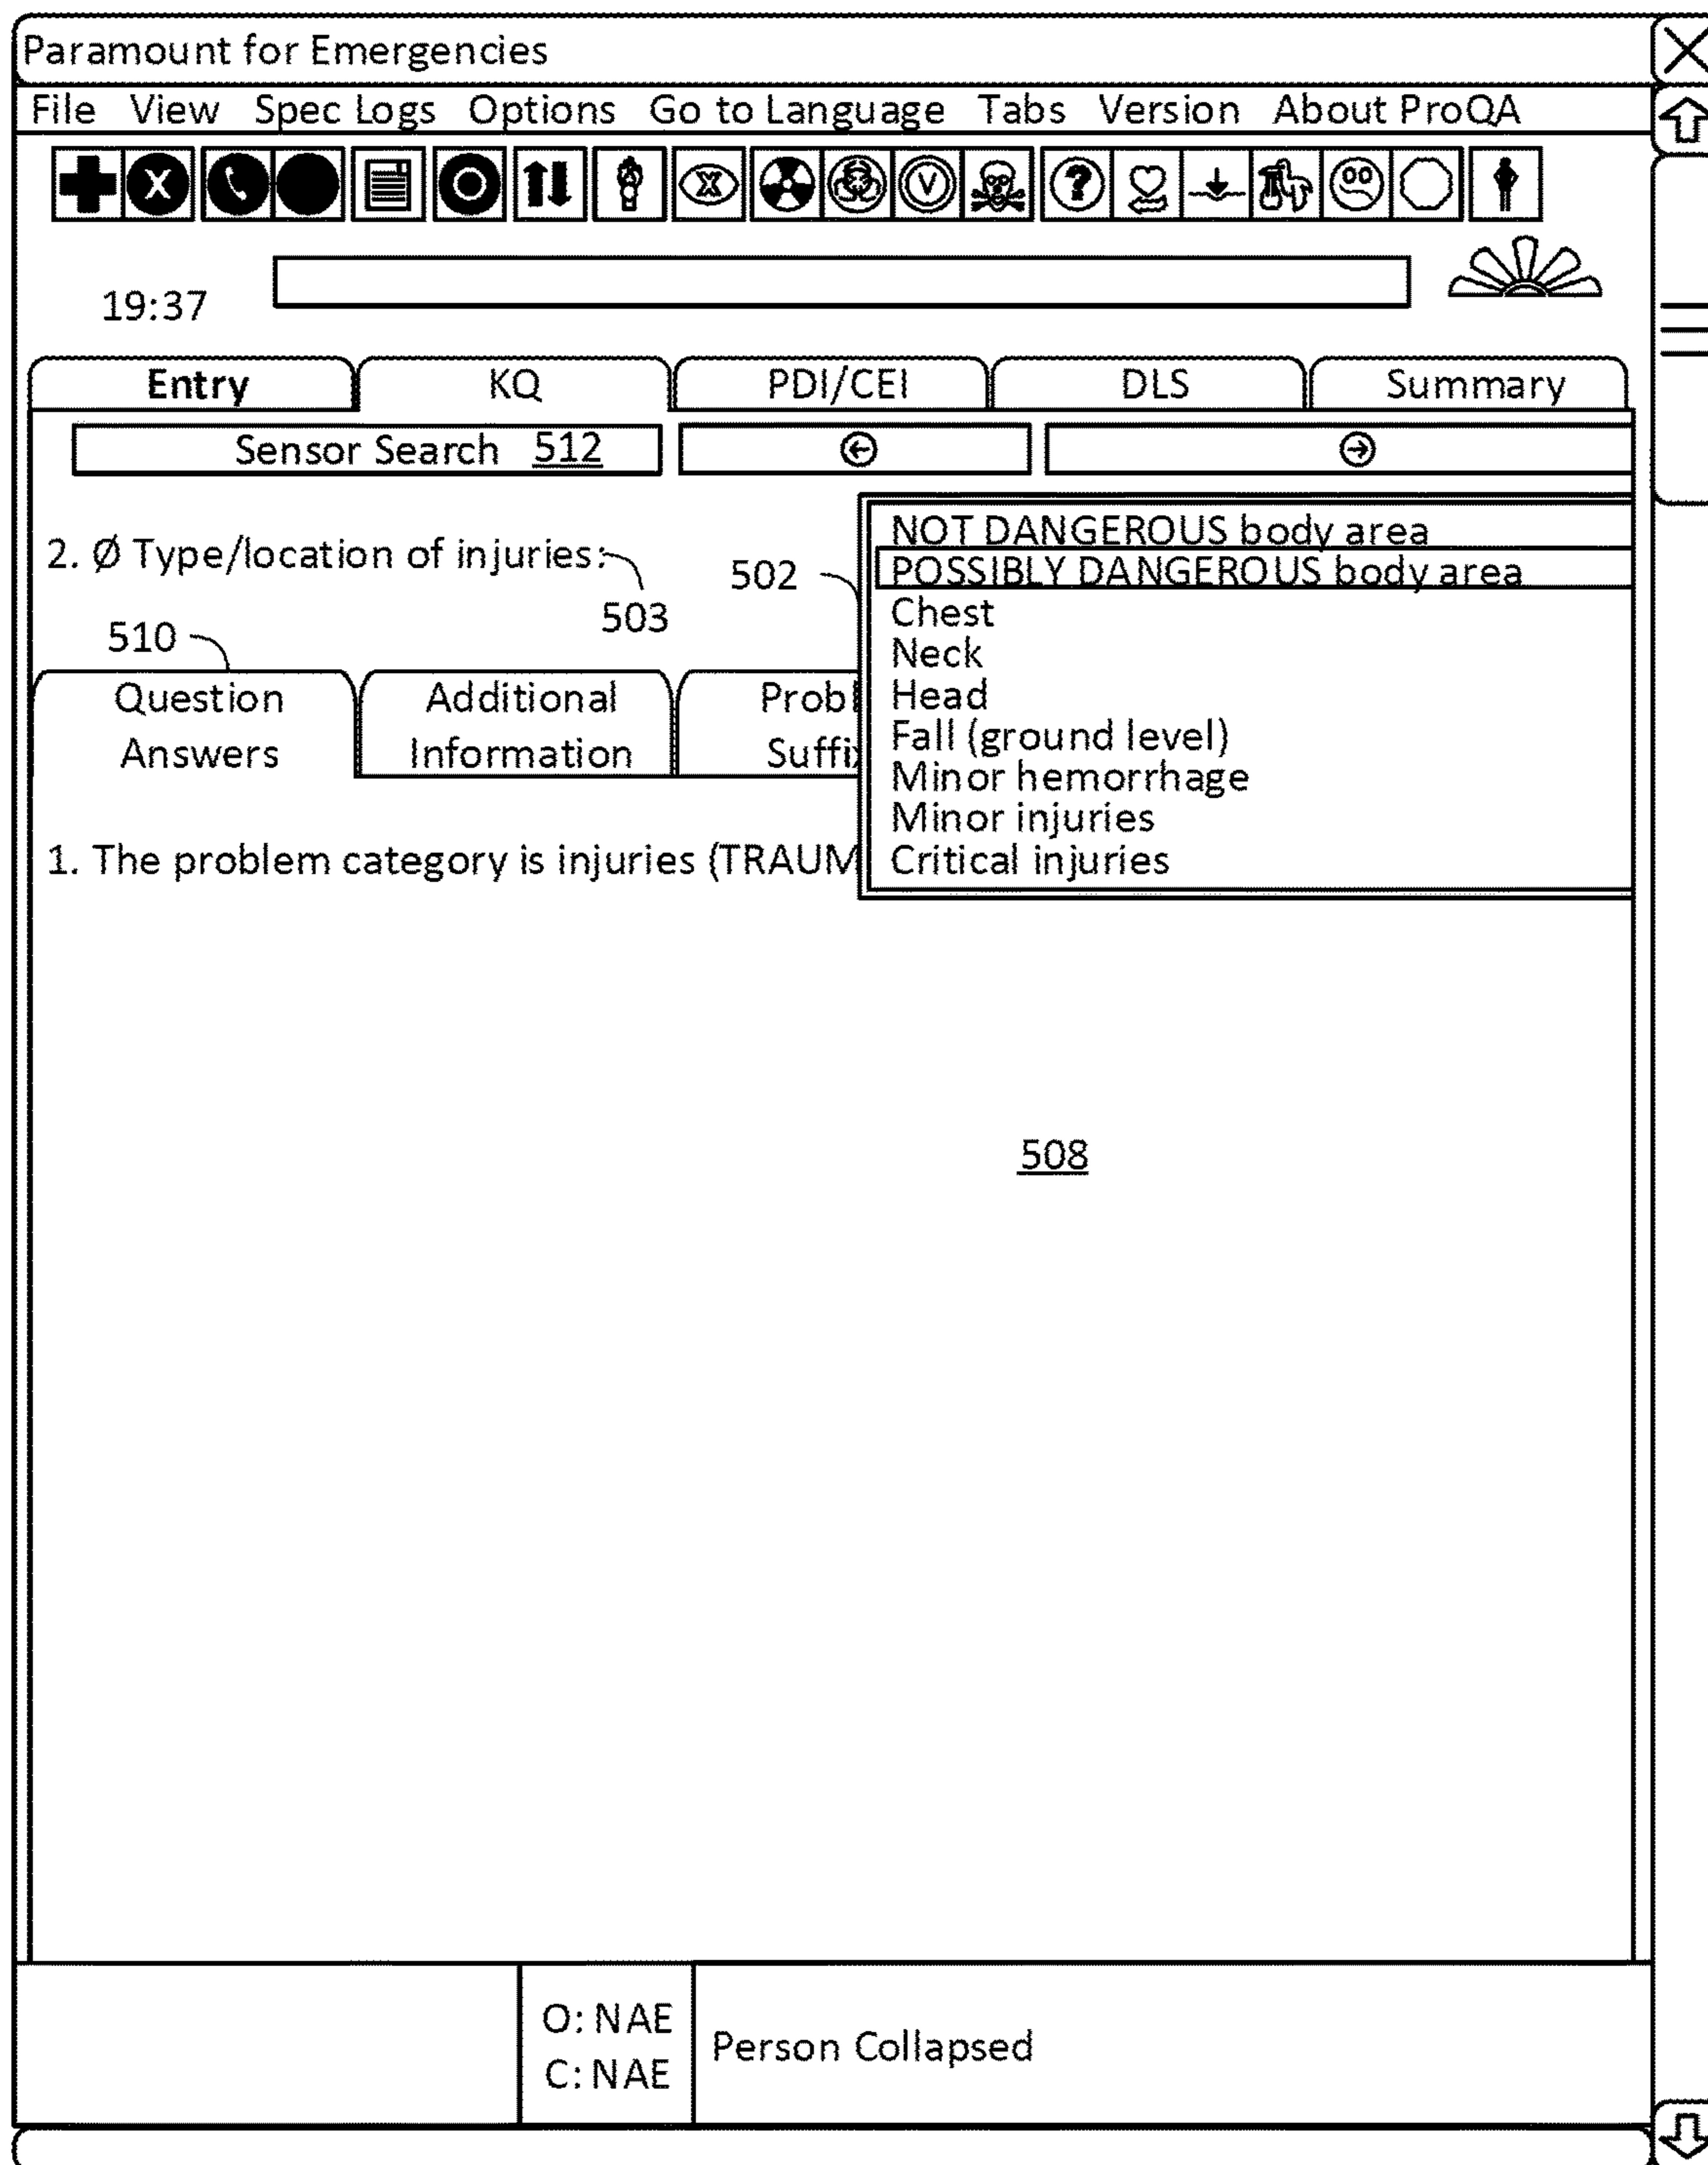 Paramount for Emergencies
File View Spec Logs Options Go to Language Tabs Version About ProQA
X X V ?
19:37
Entry KQ PDI/CEI DLS Summary
Sensor Search 512
NOT DANGEROUS body area
2. Ø Type/location of injuries:
502
POSSIBLY DANGEROUS body area
503
Chest
510
Neck
Head
Fall (ground level)
Minor hemorrhage
Minor injuries
Critical injuries
Question Answers
Additional Information
Probl
Suffix
1. The problem category is injuries (TRAUM
508
O: NAE
C: NAE
Person Collapsed